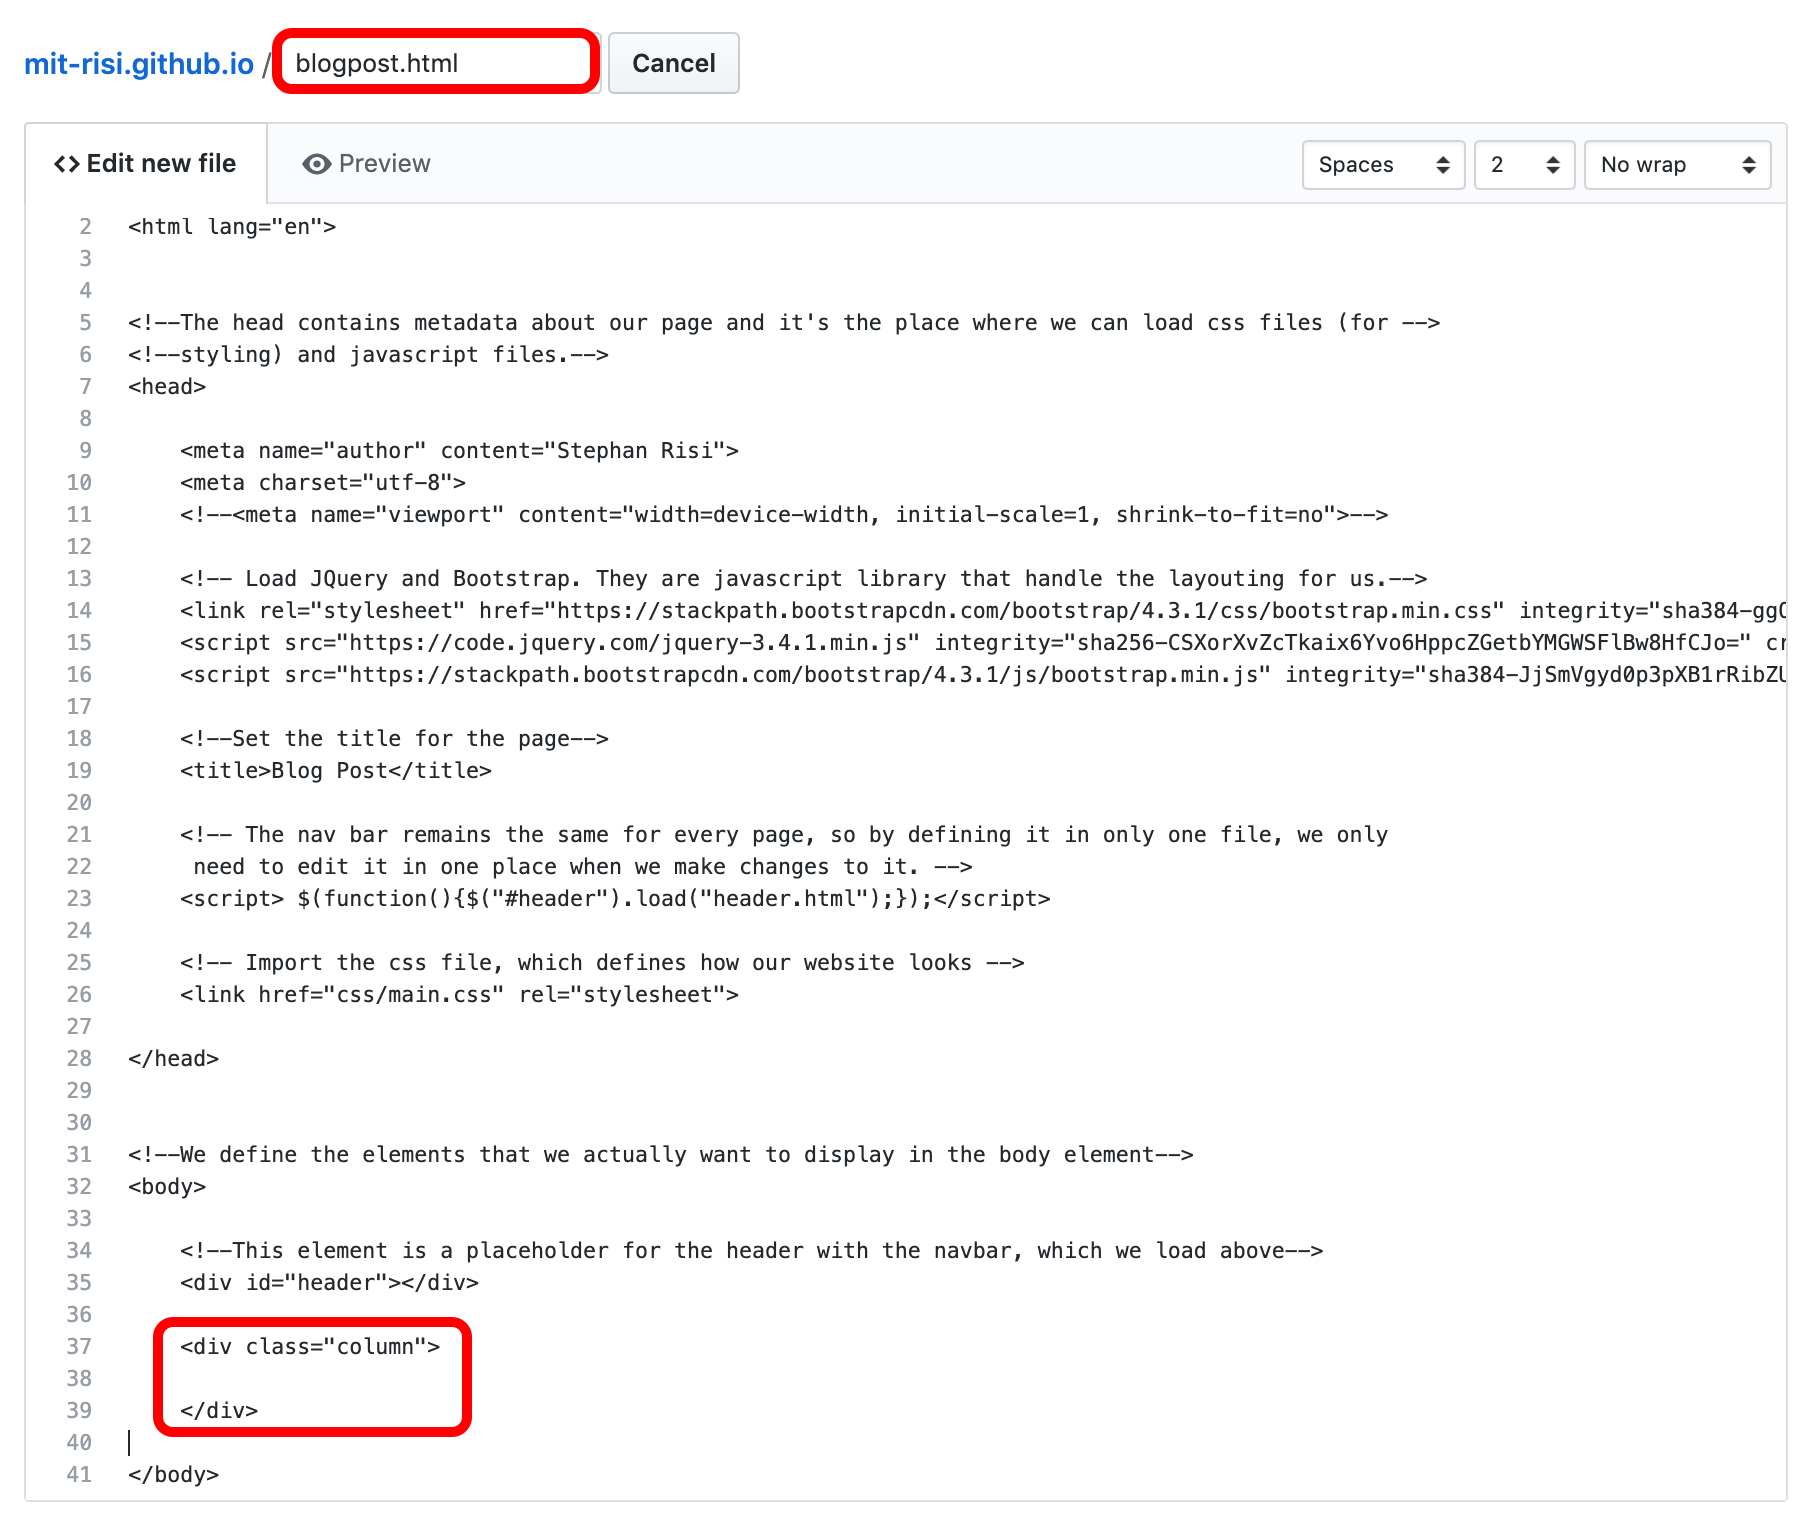 mit-risi.github.io / blogpost.html Cancel
<> Edit new file Preview Spaces 2 No wrap
2 <html lang="en">
3
4
5 <!--The head contains metadata about our page and it's the place where we can load css files (for -->
6 <!--styling) and javascript files.-->
7 <head>
8
9 <meta name="author" content="Stephan Risi">
10 <meta charset="utf-8">
11 <!--<meta name="viewport" content="width=device-width, initial-scale=1, shrink-to-fit=no">-->
12
13 <!-- Load JQuery and Bootstrap. They are javascript library that handle the layouting for us.-->
14 <link rel="stylesheet" href="https://stackpath.bootstrapcdn.com/bootstrap/4.3.1/css/bootstrap.min.css" integrity="sha384-ggO
15 <script src="https://code.jquery.com/jquery-3.4.1.min.js" integrity="sha256-CSXorXvZcTkaix6Yvo6HppcZGetbYMGWSFlBw8HfCJo=" cr
16 <script src="https://stackpath.bootstrapcdn.com/bootstrap/4.3.1/js/bootstrap.min.js" integrity="sha384-JjSmVgyd0p3pXB1rRibZU
17
18 <!--Set the title for the page-->
19 <title>Blog Post</title>
20
21 <!-- The nav bar remains the same for every page, so by defining it in only one file, we only
22 need to edit it in one place when we make changes to it. -->
23 <script> $(function(){$("#header").load("header.html");});</script>
24
25 <!-- Import the css file, which defines how our website looks -->
26 <link href="css/main.css" rel="stylesheet">
27
28 </head>
29
30
31 <!--We define the elements that we actually want to display in the body element-->
32 <body>
33
34 <!--This element is a placeholder for the header with the navbar, which we load above-->
35 <div id="header"></div>
36
37 <div class="column">
38
39 </div>
40
41 </body>